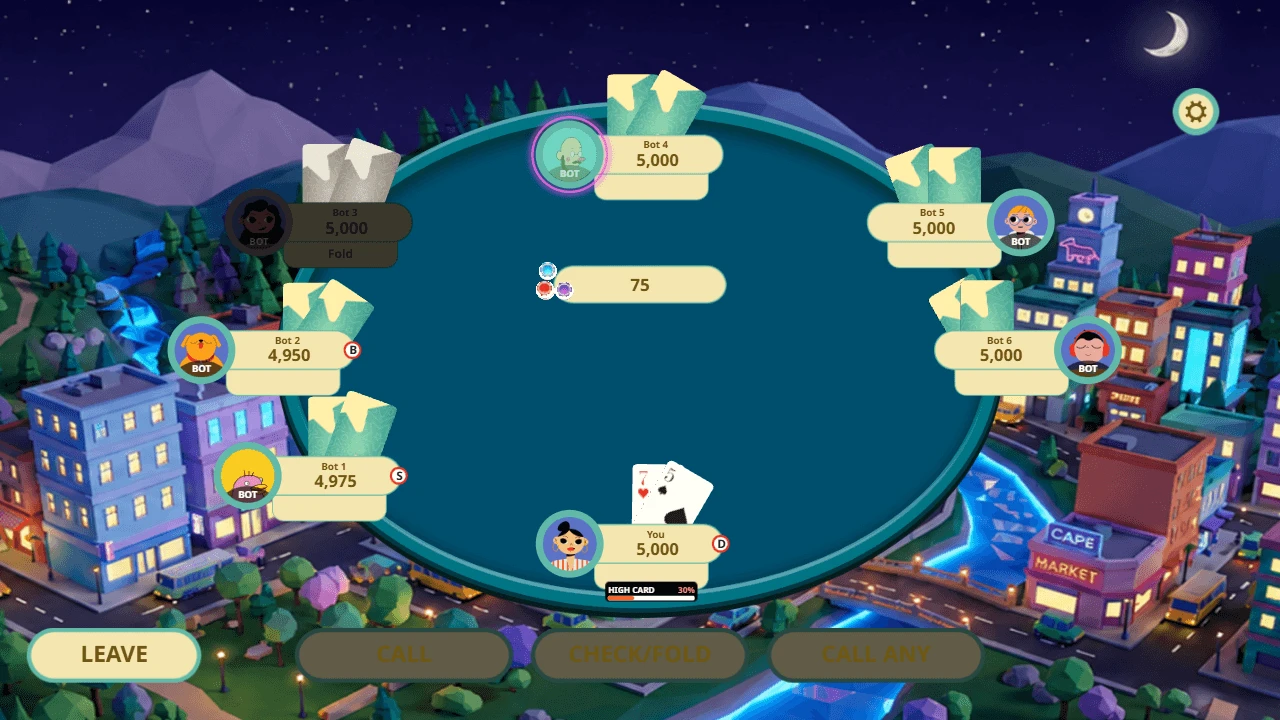 Bot 4
5,000
BOT
Bot 3
5,000
BOT
Fold
Bot 5
5,000
BOT
75
Bot 2
4,950
B
BOT
Bot 6
5,000
BOT
Bot 1
4,975
S
BOT
7
5
You
5,000
D
HIGH CARD 30%
CAPE
MARKET
LEAVE
CALL
CHECK/FOLD
CALL ANY